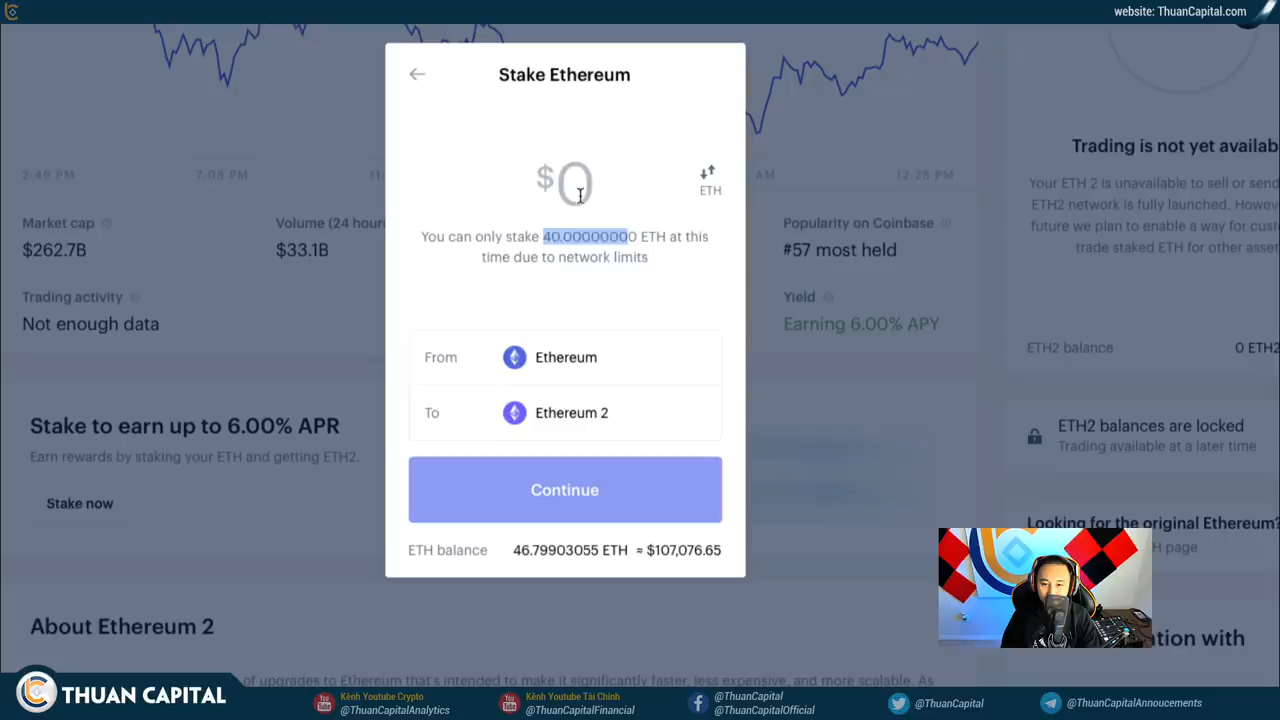 website: ThuanCapital.com
Stake Ethereum
$0
ETH
You can only stake 40.00000000 ETH at this
time due to network limits
From Ethereum
To Ethereum 2
Continue
ETH balance 46.79903055 ETH ≈ $107,076.65
2:49 PM 7:08 PM 11: AM 12:25 PM
Market cap
$262.7B
Volume (24 hour
$33.1B
Popularity on Coinbase
#57 most held
Trading activity
Not enough data
Yield
Earning 6.00% APY
Stake to earn up to 6.00% APR
Earn rewards by staking your ETH and getting ETH2.
Stake now
About Ethereum 2
of upgrades to Ethereum that's intended to make it significantly faster, less expensive, and more scalable. As
Trading is not yet availab
Your ETH 2 is unavailable to sell or send
ETH2 network is fully launched. Howev
future we plan to enable a way for cust
trade staked ETH for other asset
ETH2 balance 0 ETH2
ETH2 balances are locked
Trading available at a later time
Looking for the original Ethereum?
H page
ation with
THUAN CAPITAL
Kênh Youtube Crypto
@ThuanCapitalAnalytics
Kênh Youtube Tài Chính
@ThuanCapitalFinancial
@ThuanCapital
@ThuanCapitalOfficial
@ThuanCapital
@ThuanCapitalAnnoucements